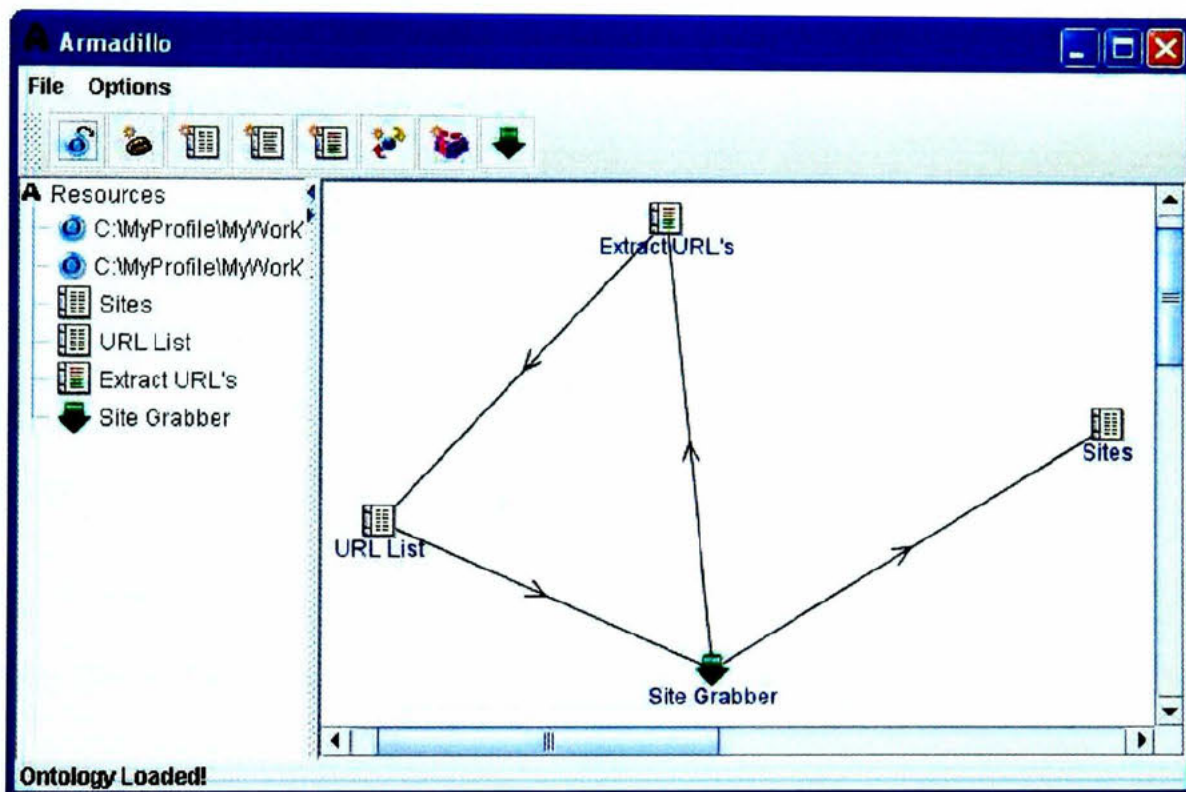 Armadillo
File Options
Resources
C:\MyProfile\MyWork\
C:\MyProfile\MyWork\
Sites
URL List
Extract URL's
Site Grabber
Extract URL's
Sites
URL List
Site Grabber
Ontology Loaded!